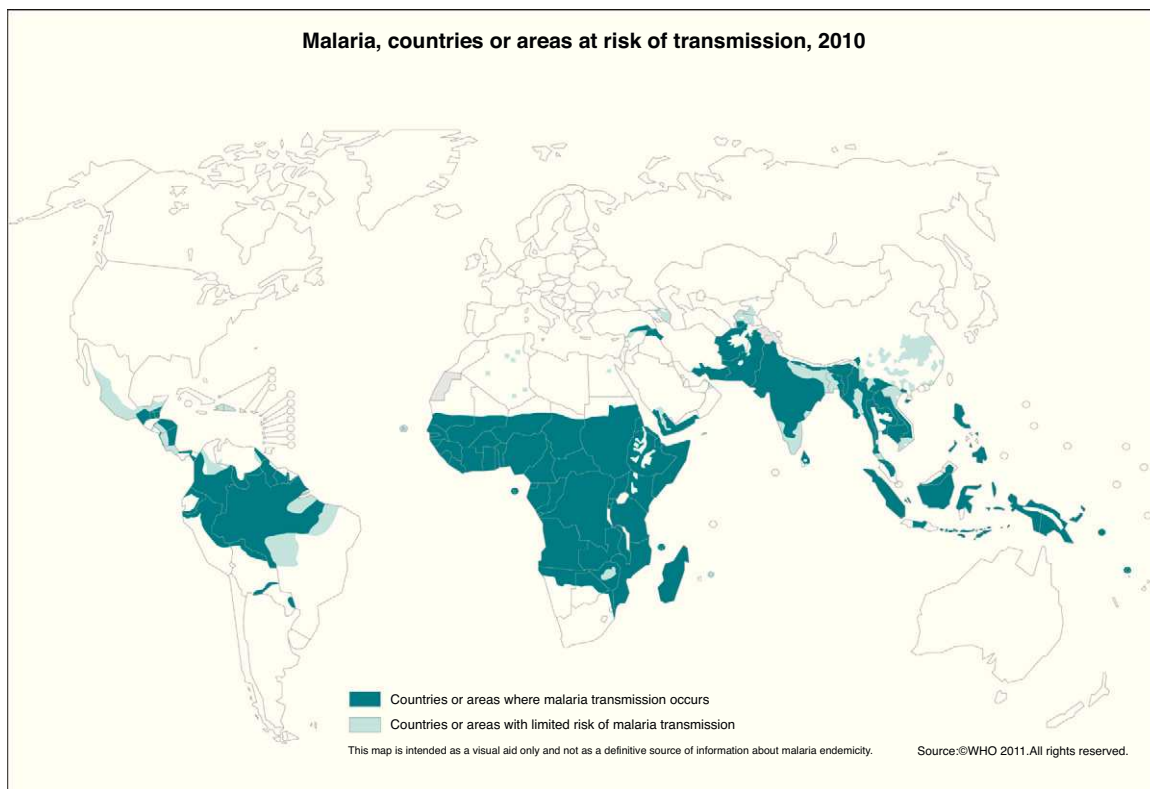 Malaria, countries or areas at risk of transmission, 2010
Countries or areas where malaria transmission occurs
Countries or areas with limited risk of malaria transmission
This map is intended as a visual aid only and not as a definitive source of information about malaria endemicity.
Source:©WHO 2011.All rights reserved.